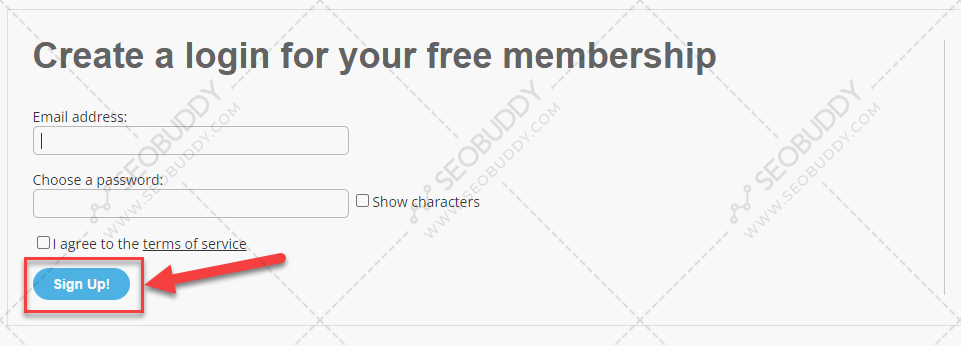 Create a login for your free membership
Email address:
Choose a password:
Show characters
I agree to the terms of service
Sign Up!
SEOBUDDY
WWW.SEOBUDDY.COM
SEOBUDDY
WWW.SEOBUDDY.COM
SEOBUDDY
WWW.SEOBUDDY.COM